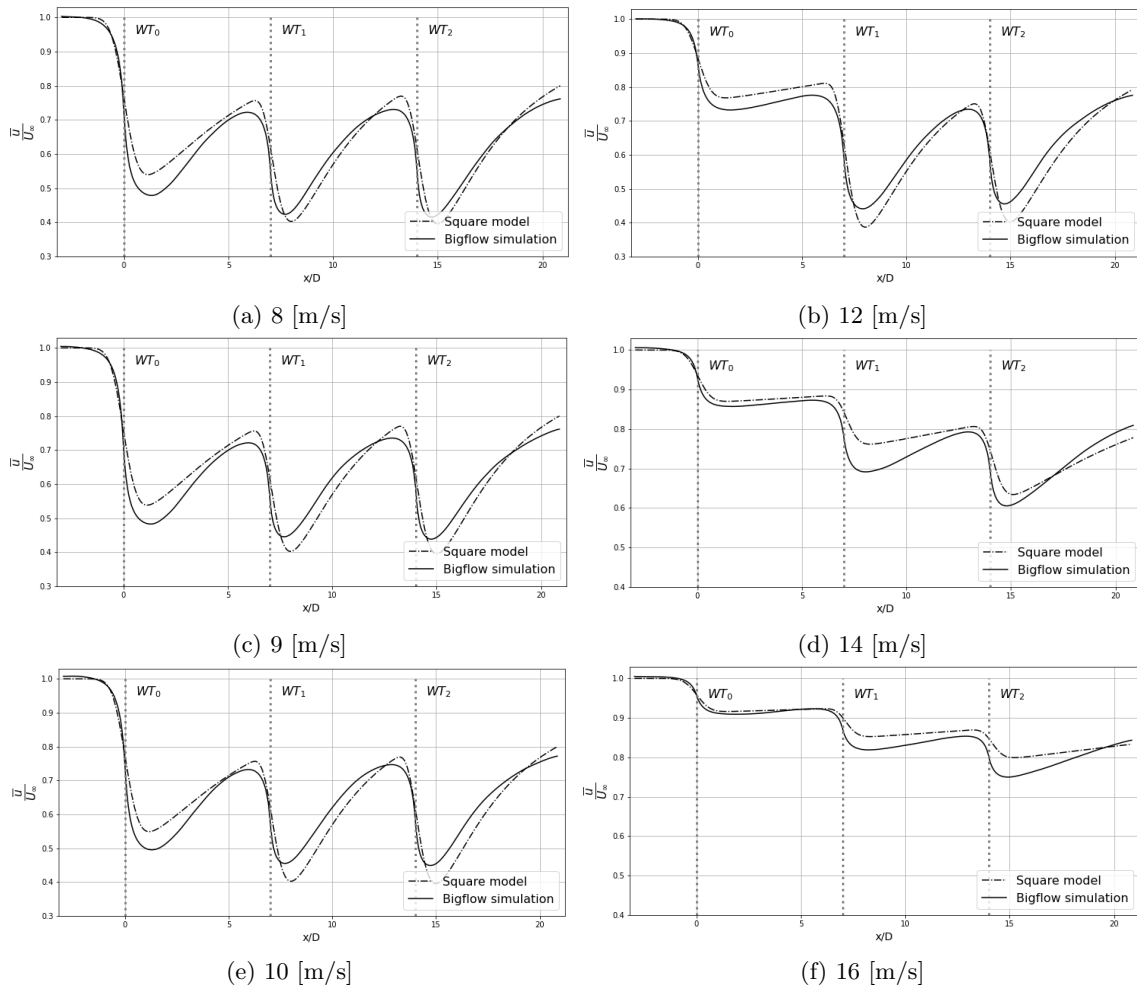 1.0
0.9
0.8
0.7
0.6
0.5
0.4
0.3
u̅
U∞
WT₀
WT₁
WT₂
Square model
Bigflow simulation
0 5 10 15 20
x/D
(a) 8 [m/s]
1.0
0.9
0.8
0.7
0.6
0.5
0.4
0.3
u̅
U∞
WT₀
WT₁
WT₂
Square model
Bigflow simulation
0 5 10 15 20
x/D
(b) 12 [m/s]
1.0
0.9
0.8
0.7
0.6
0.5
0.4
0.3
u̅
U∞
WT₀
WT₁
WT₂
Square model
Bigflow simulation
0 5 10 15 20
x/D
(c) 9 [m/s]
1.0
0.9
0.8
0.7
0.6
0.5
0.4
u̅
U∞
WT₀
WT₁
WT₂
Square model
Bigflow simulation
0 5 10 15 20
x/D
(d) 14 [m/s]
1.0
0.9
0.8
0.7
0.6
0.5
0.4
0.3
u̅
U∞
WT₀
WT₁
WT₂
Square model
Bigflow simulation
0 5 10 15 20
x/D
(e) 10 [m/s]
1.0
0.9
0.8
0.7
0.6
0.5
0.4
u̅
U∞
WT₀
WT₁
WT₂
Square model
Bigflow simulation
0 5 10 15 20
x/D
(f) 16 [m/s]